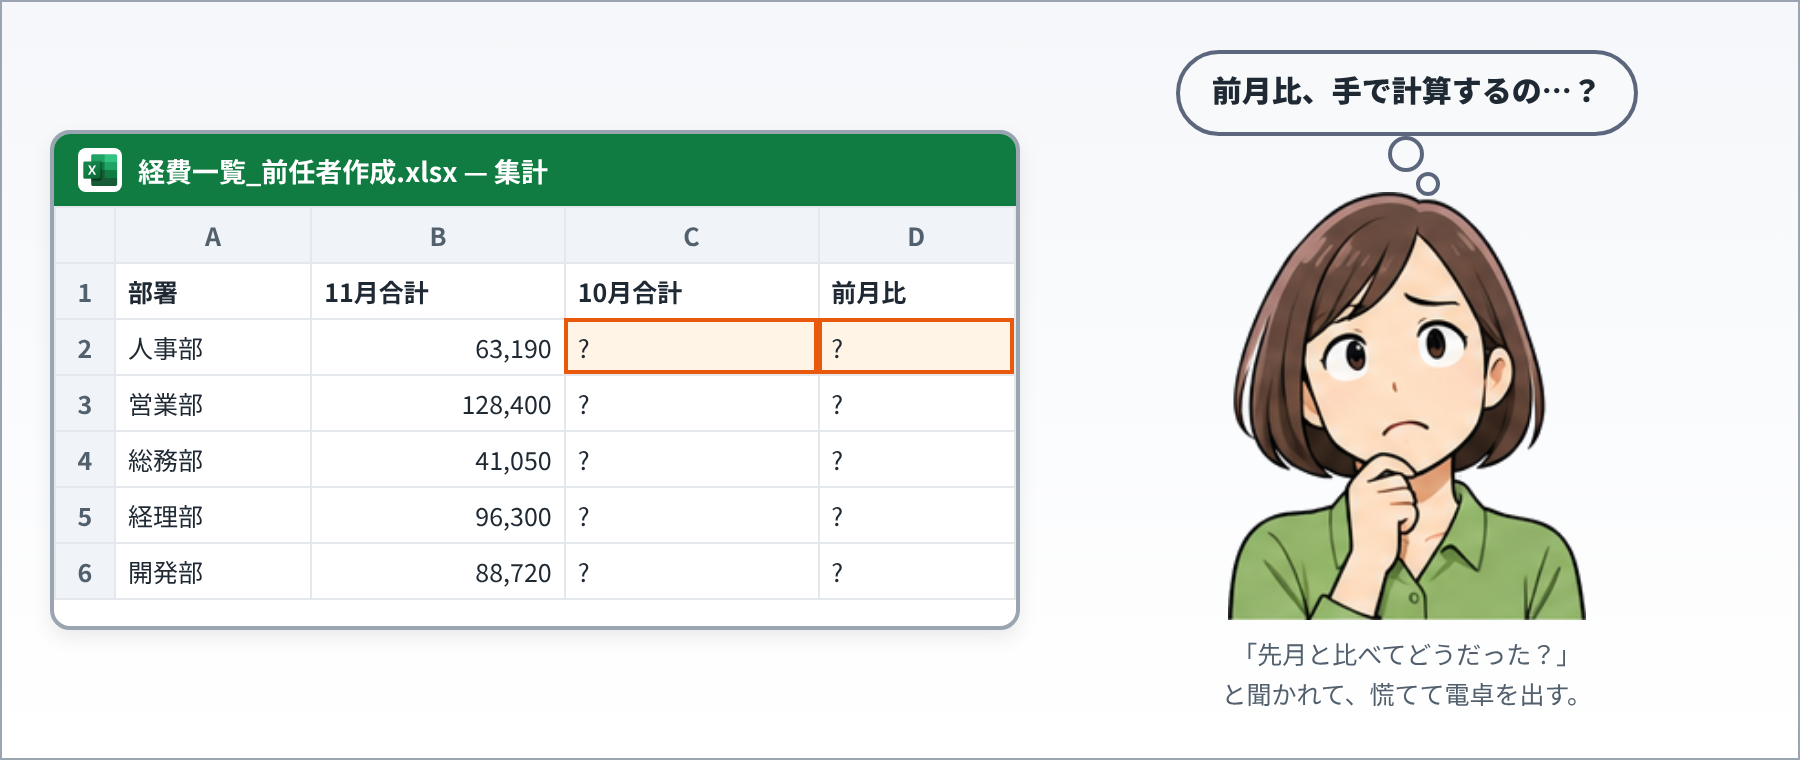 前月比、手で計算するの…？
X 経費一覧_前任者作成.xlsx — 集計
A B C D
1 部署 11月合計 10月合計 前月比
2 人事部 63,190 ? ?
3 営業部 128,400 ? ?
4 総務部 41,050 ? ?
5 経理部 96,300 ? ?
6 開発部 88,720 ? ?
「先月と比べてどうだった？」
と聞かれて、慌てて電卓を出す。